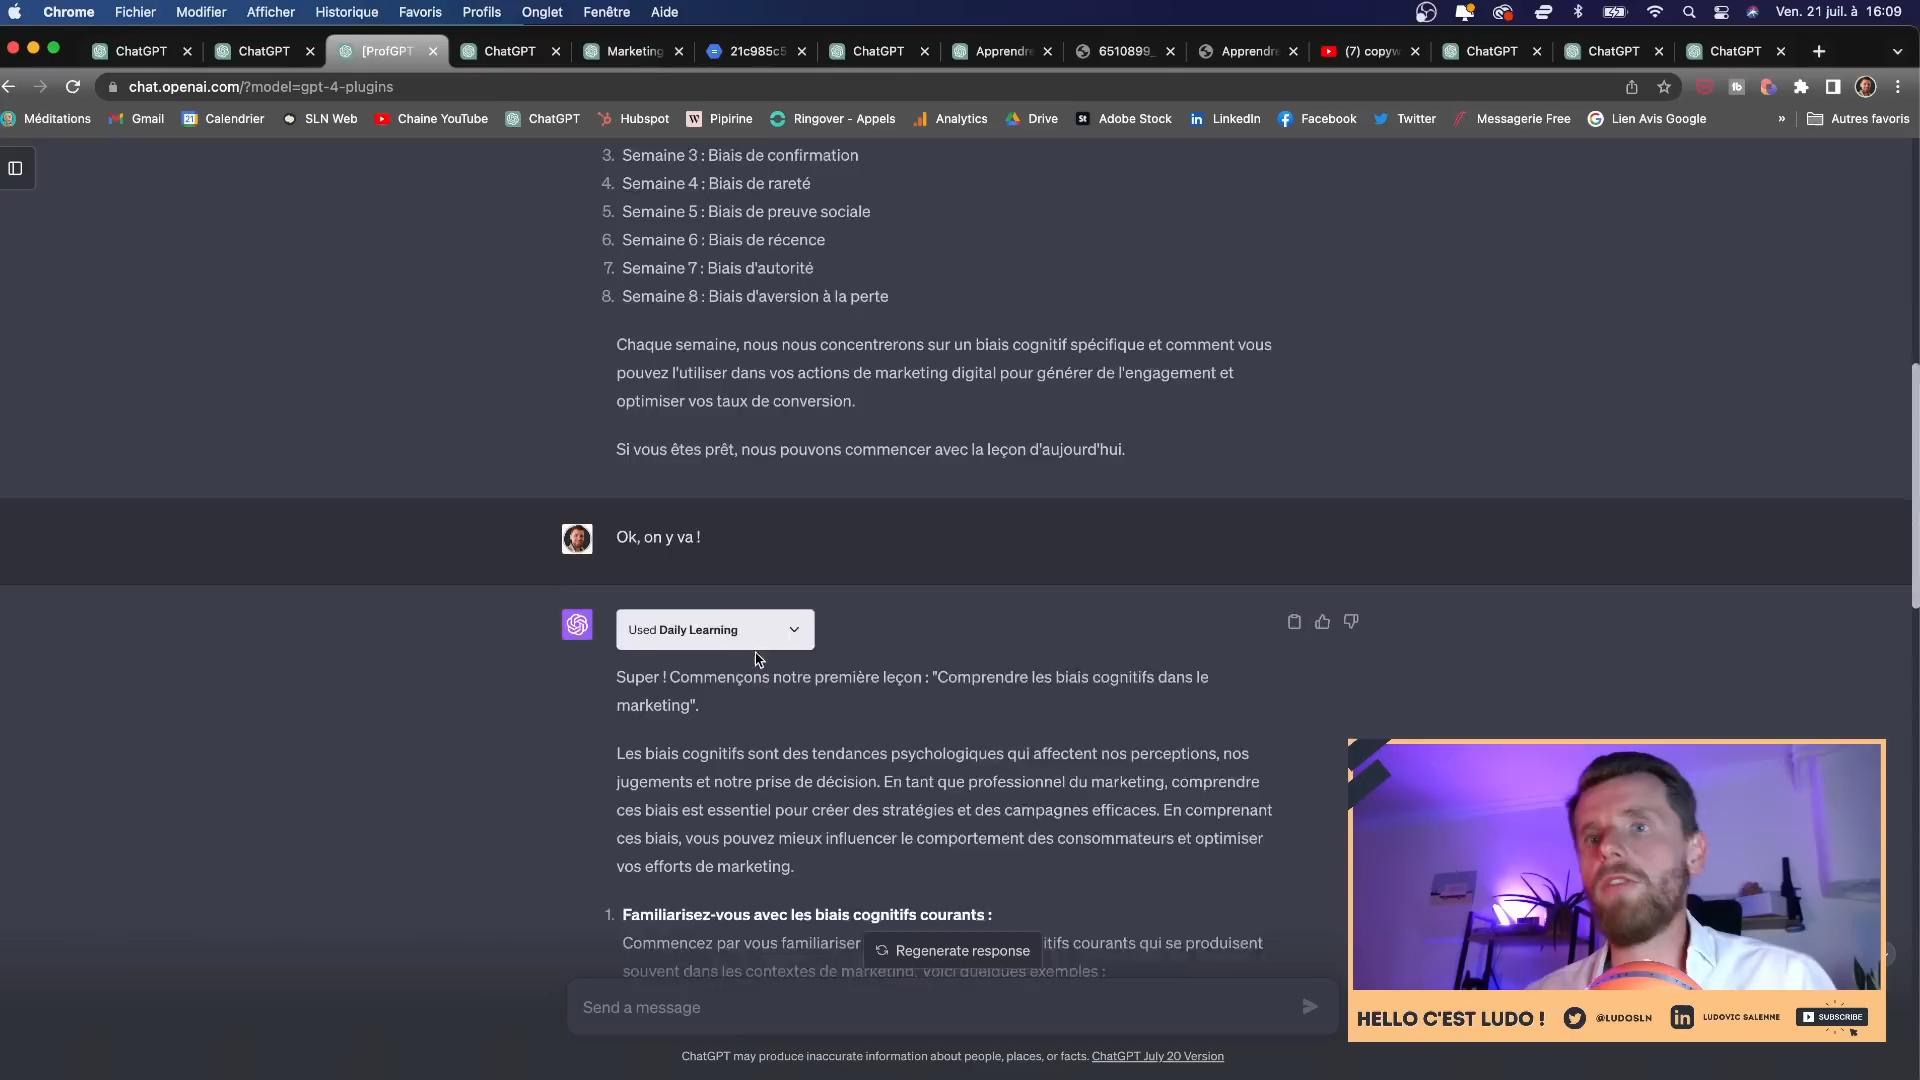 Chrome Fichier Modifier Afficher Historique Favoris Profils Onglet Fenêtre Aide Ven. 21 juil. à 16:09
ChatGPT ChatGPT [ProfGPT ChatGPT Marketing 21c985c5 ChatGPT Apprendre 6510899_ Apprendre (7) copyw ChatGPT ChatGPT ChatGPT
chat.openai.com/?model=gpt-4-plugins
Méditations Gmail Calendrier SLN Web Chaine YouTube ChatGPT Hubspot Pipirine Ringover - Appels Analytics Drive Adobe Stock LinkedIn Facebook Twitter Messagerie Free Lien Avis Google » Autres favoris
3. Semaine 3 : Biais de confirmation
4. Semaine 4 : Biais de rareté
5. Semaine 5 : Biais de preuve sociale
6. Semaine 6 : Biais de récence
7. Semaine 7 : Biais d'autorité
8. Semaine 8 : Biais d'aversion à la perte
Chaque semaine, nous nous concentrerons sur un biais cognitif spécifique et comment vous
pouvez l'utiliser dans vos actions de marketing digital pour générer de l'engagement et
optimiser vos taux de conversion.
Si vous êtes prêt, nous pouvons commencer avec la leçon d'aujourd'hui.
Ok, on y va !
Used Daily Learning
Super ! Commençons notre première leçon : "Comprendre les biais cognitifs dans le
marketing".
Les biais cognitifs sont des tendances psychologiques qui affectent nos perceptions, nos
jugements et notre prise de décision. En tant que professionnel du marketing, comprendre
ces biais est essentiel pour créer des stratégies et des campagnes efficaces. En comprenant
ces biais, vous pouvez mieux influencer le comportement des consommateurs et optimiser
vos efforts de marketing.
1. Familiarisez-vous avec les biais cognitifs courants :
Commencez par vous familiariser itifs courants qui se produisent
Regenerate response
souvent dans les contextes de marketing. Voici quelques exemples :
Send a message
HELLO C'EST LUDO ! @LUDOSLN LUDOVIC SALENNE SUBSCRIBE
ChatGPT may produce inaccurate information about people, places, or facts. ChatGPT July 20 Version